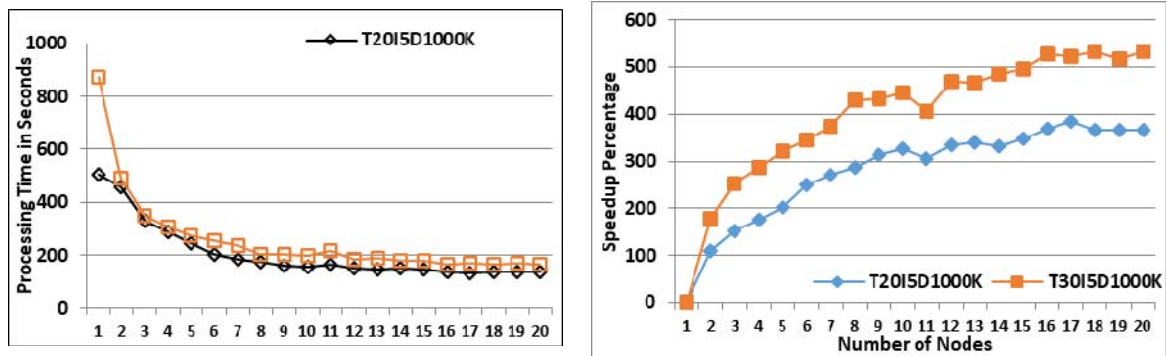 T20I5D1000K
Processing Time in Seconds
1000
800
600
400
200
0
1 2 3 4 5 6 7 8 9 10 11 12 13 14 15 16 17 18 19 20
Speedup Percentage
600
500
400
300
200
100
0
T20I5D1000K T30I5D1000K
1 2 3 4 5 6 7 8 9 10 11 12 13 14 15 16 17 18 19 20
Number of Nodes